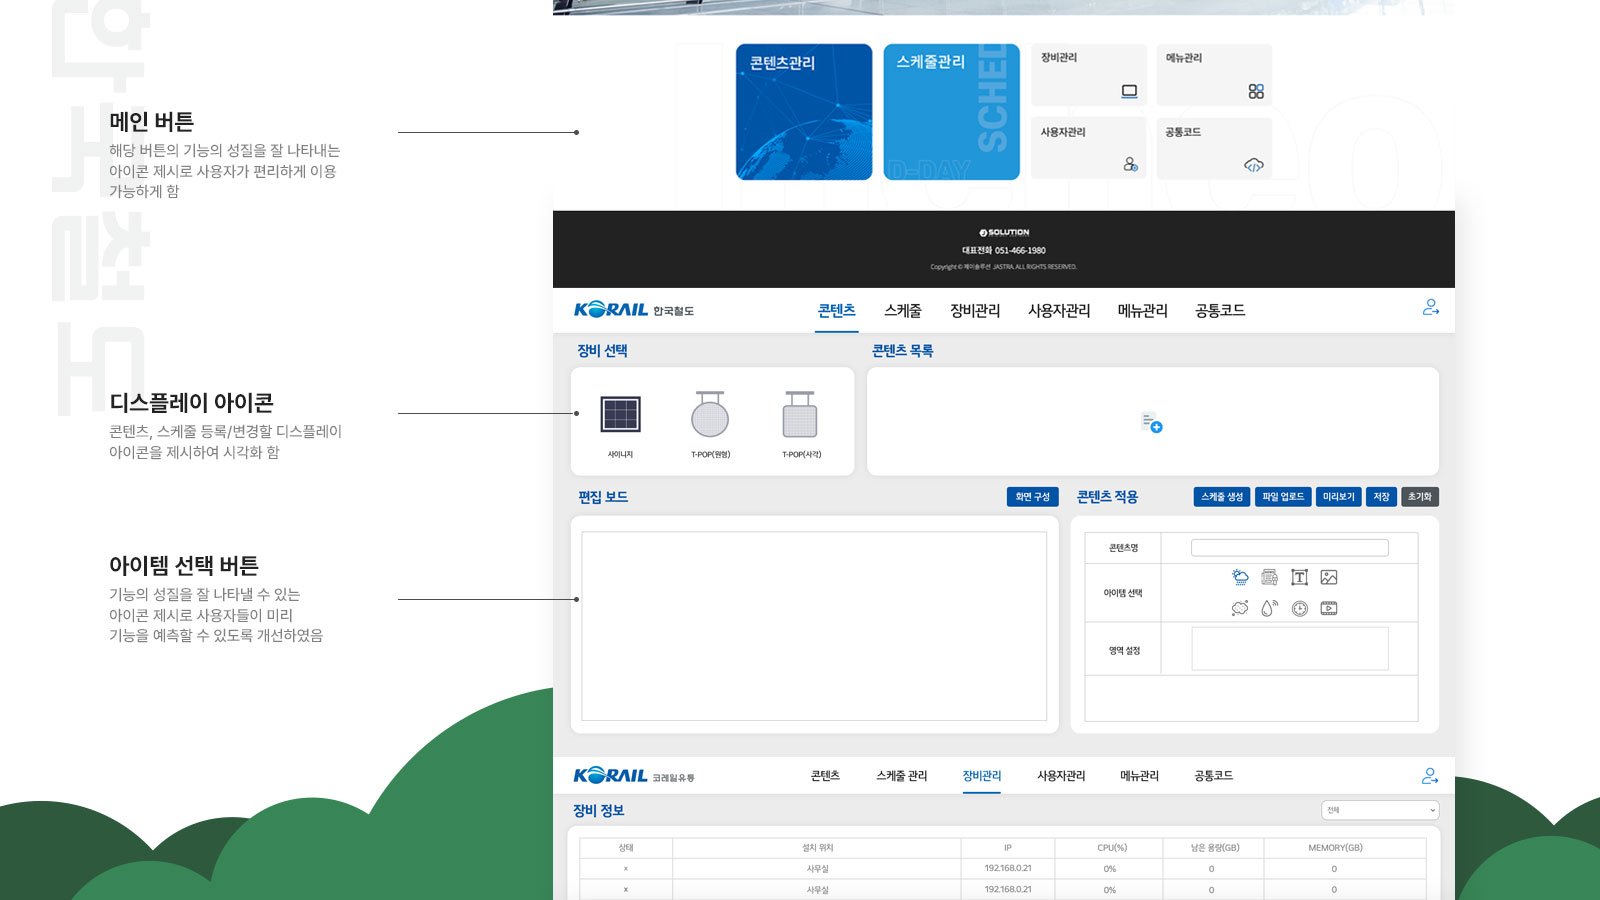 한국철도
메인 버튼
해당 버튼의 기능의 성질을 잘 나타내는
아이콘 제시로 사용자가 편리하게 이용
가능하게 함
디스플레이 아이콘
콘텐츠, 스케줄 등록/변경할 디스플레이
아이콘을 제시하여 시각화 함
아이템 선택 버튼
기능의 성질을 잘 나타낼 수 있는
아이콘 제시로 사용자들이 미리
기능을 예측할 수 있도록 개선하였음
콘텐츠관리
스케줄관리
SCHED
D-DAY
장비관리
메뉴관리
사용자관리
공통코드
SOLUTION
대표전화 051-466-1980
Copyright © 제이솔루션 JASTRA. ALL RIGHTS RESERVED.
KORAIL 한국철도
콘텐츠 스케줄 장비관리 사용자관리 메뉴관리 공통코드
장비 선택
사이니지 T-POP(원형) T-POP(사각)
콘텐츠 목록
편집 보드
화면 구성
콘텐츠 적용
스케줄 생성 파일 업로드 미리보기 저장 초기화
콘텐츠명
아이템 선택
영역 설정
KORAIL 코레일유통
콘텐츠 스케줄 관리 장비관리 사용자관리 메뉴관리 공통코드
장비 정보
전체
상태 설치 위치 IP CPU(%) 남은 용량(GB) MEMORY(GB)
x 사무실 192.168.0.21 0% 0 0
x 사무실 192.168.0.21 0% 0 0